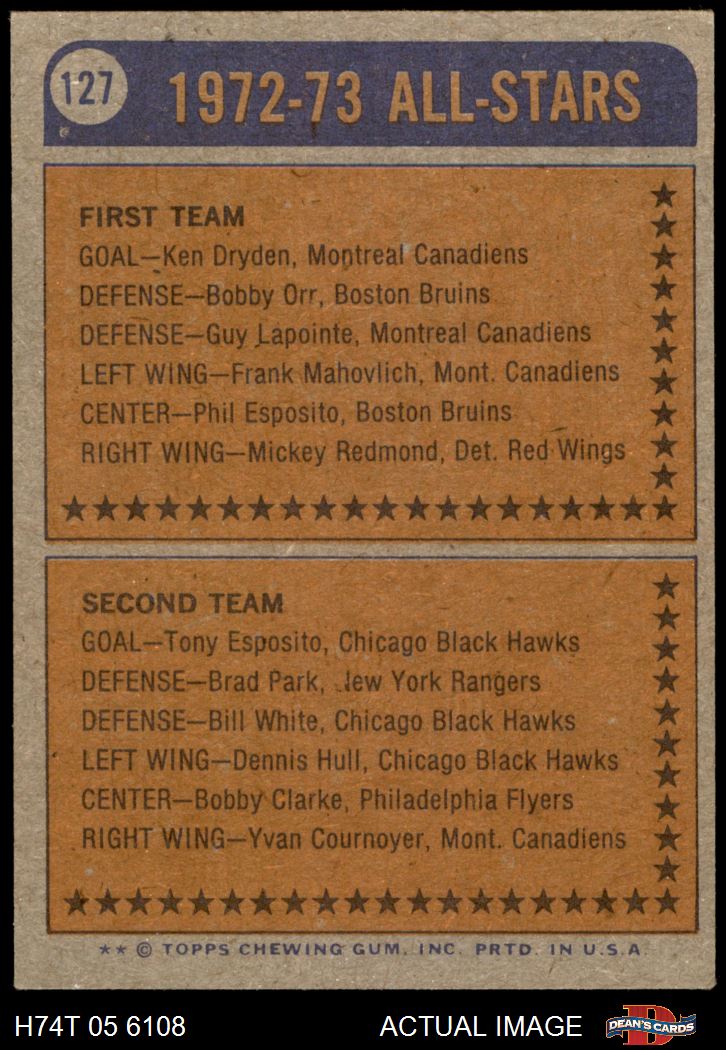 127
1972-73 ALL-STARS
FIRST TEAM
GOAL—Ken Dryden, Montreal Canadiens
DEFENSE—Bobby Orr, Boston Bruins
DEFENSE—Guy Lapointe, Montreal Canadiens
LEFT WING—Frank Mahovlich, Mont. Canadiens
CENTER—Phil Esposito, Boston Bruins
RIGHT WING—Mickey Redmond, Det. Red Wings
SECOND TEAM
GOAL—Tony Esposito, Chicago Black Hawks
DEFENSE—Brad Park, New York Rangers
DEFENSE—Bill White, Chicago Black Hawks
LEFT WING—Dennis Hull, Chicago Black Hawks
CENTER—Bobby Clarke, Philadelphia Flyers
RIGHT WING—Yvan Cournoyer, Mont. Canadiens
** © TOPPS CHEWING GUM, INC. PRTD. IN U.S.A.
H74T 05 6108 ACTUAL IMAGE D DEAN'S CARDS